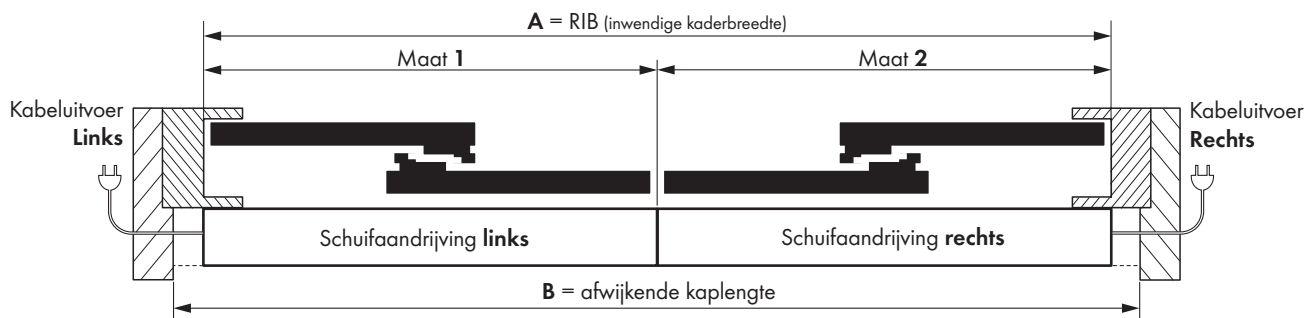 A = RIB (inwendige kaderbreedte)
Maat 1
Maat 2
Kabeluitvoer
Links
Kabeluitvoer
Rechts
Schuifaandrijving links
Schuifaandrijving rechts
B = afwijkende kaplengte